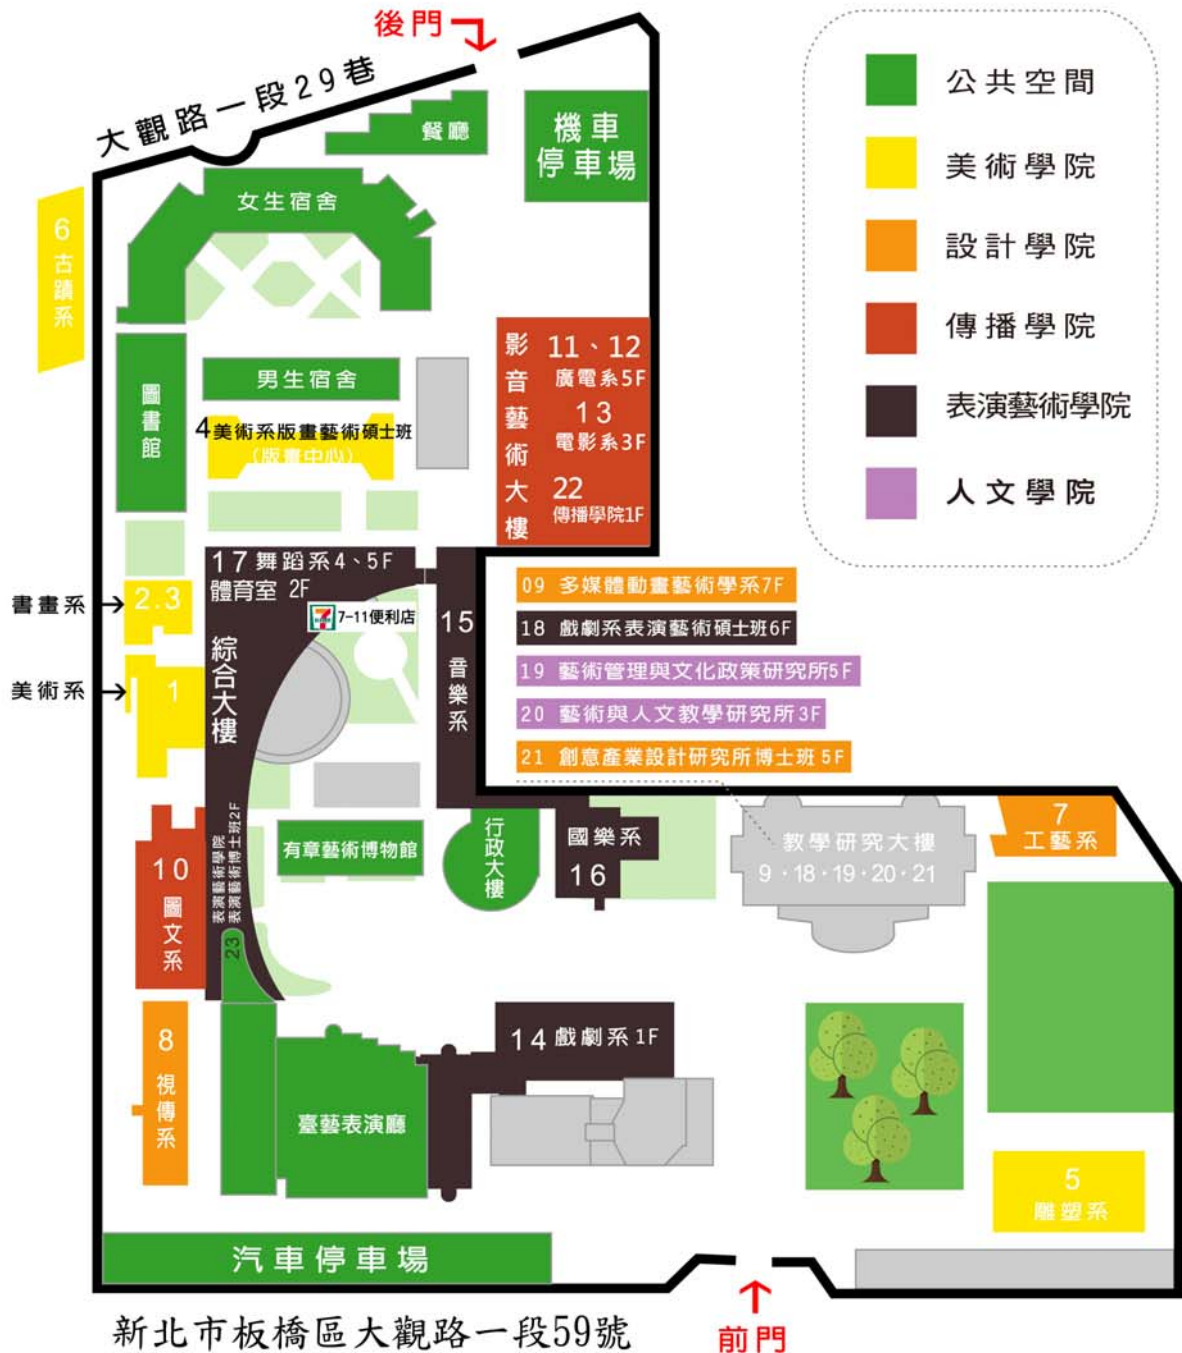 後門
大觀路一段29巷
餐廳
機車
停車場
女生宿舍
6
古蹟系
圖書館
男生宿舍
4美術系版畫藝術碩士班
(版畫中心)
影音藝術大樓
11、12
廣電系5F
13
電影系3F
22
傳播學院1F
公共空間
美術學院
設計學院
傳播學院
表演藝術學院
人文學院
17 舞蹈系4、5F
體育室 2F
7-11便利店
綜合大樓
15
音樂系
書畫系
2.3
美術系
1
09 多媒體動畫藝術學系7F
18 戲劇系表演藝術碩士班6F
19 藝術管理與文化政策研究所5F
20 藝術與人文教學研究所3F
21 創意產業設計研究所博士班5F
10
圖文系
表演藝術學院
表演藝術博士班2F
23
有章藝術博物館
行政大樓
國樂系
16
教學研究大樓
9·18·19·20·21
7
工藝系
8
視傳系
臺藝表演廳
14 戲劇系1F
5
雕塑系
汽車停車場
新北市板橋區大觀路一段59號
前門